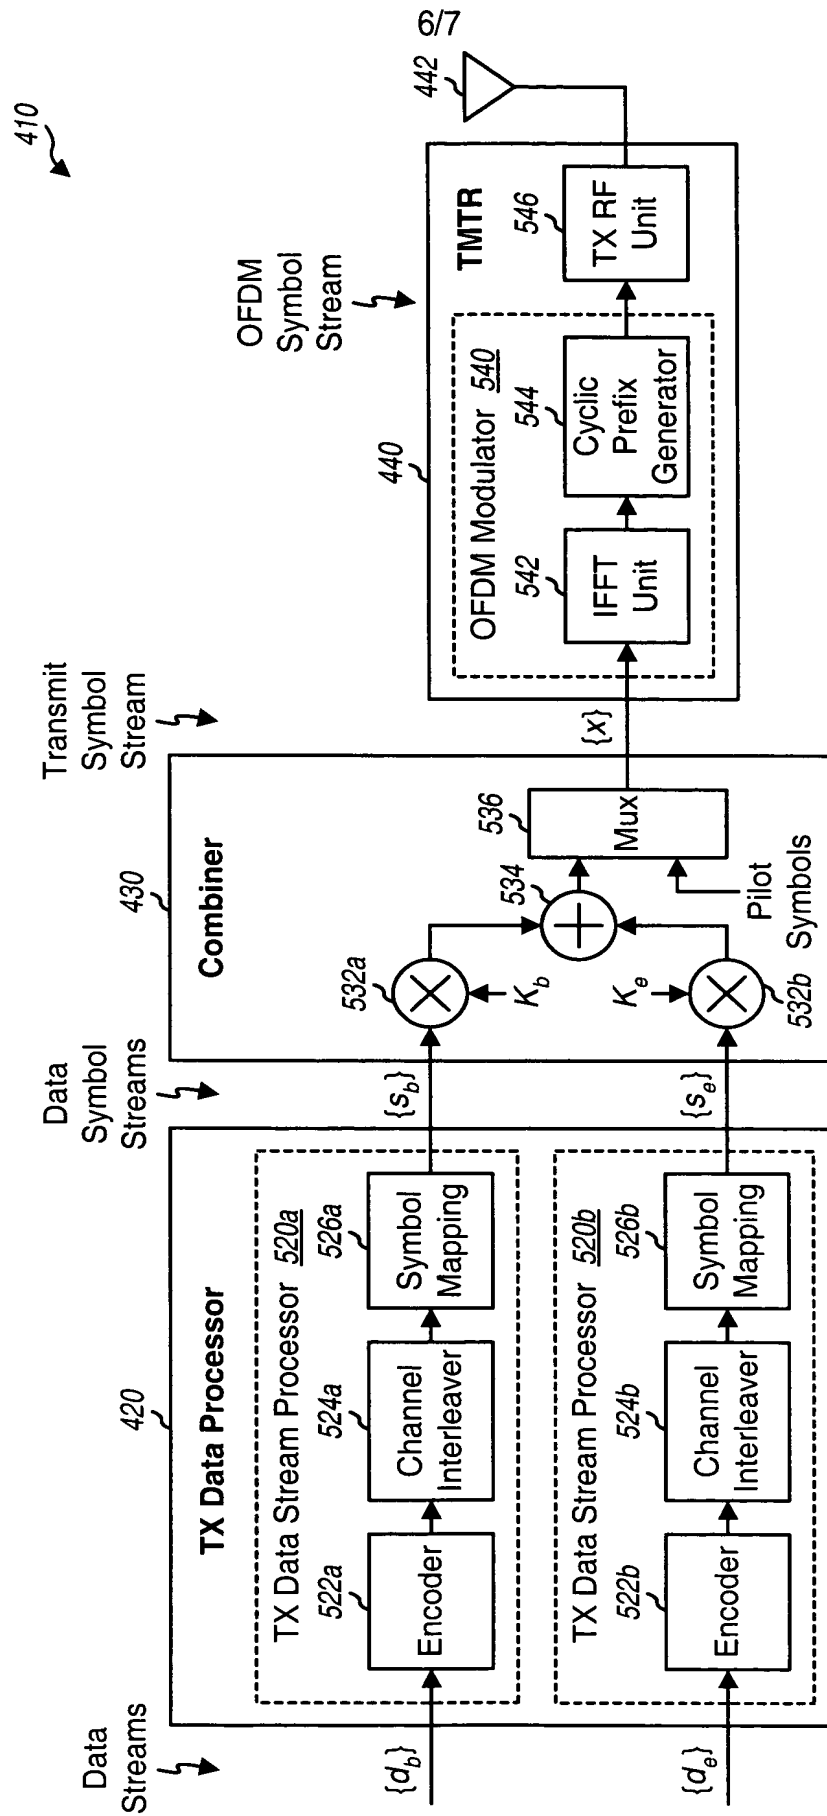 6/7
410
Data
Streams
Data
Symbol
Streams
Transmit
Symbol
Stream
OFDM
Symbol
Stream
420
TX Data Processor
TX Data Stream Processor 520a
522a
Encoder
524a
Channel
Interleaver
526a
Symbol
Mapping
{d_b}
{s_b}
TX Data Stream Processor 520b
522b
Encoder
524b
Channel
Interleaver
526b
Symbol
Mapping
{d_e}
{s_e}
430
Combiner
532a
K_b
K_e
532b
534
536
Mux
Pilot
Symbols
{x}
440
TMTR
OFDM Modulator 540
542
IFFT
Unit
544
Cyclic
Prefix
Generator
546
TX RF
Unit
442